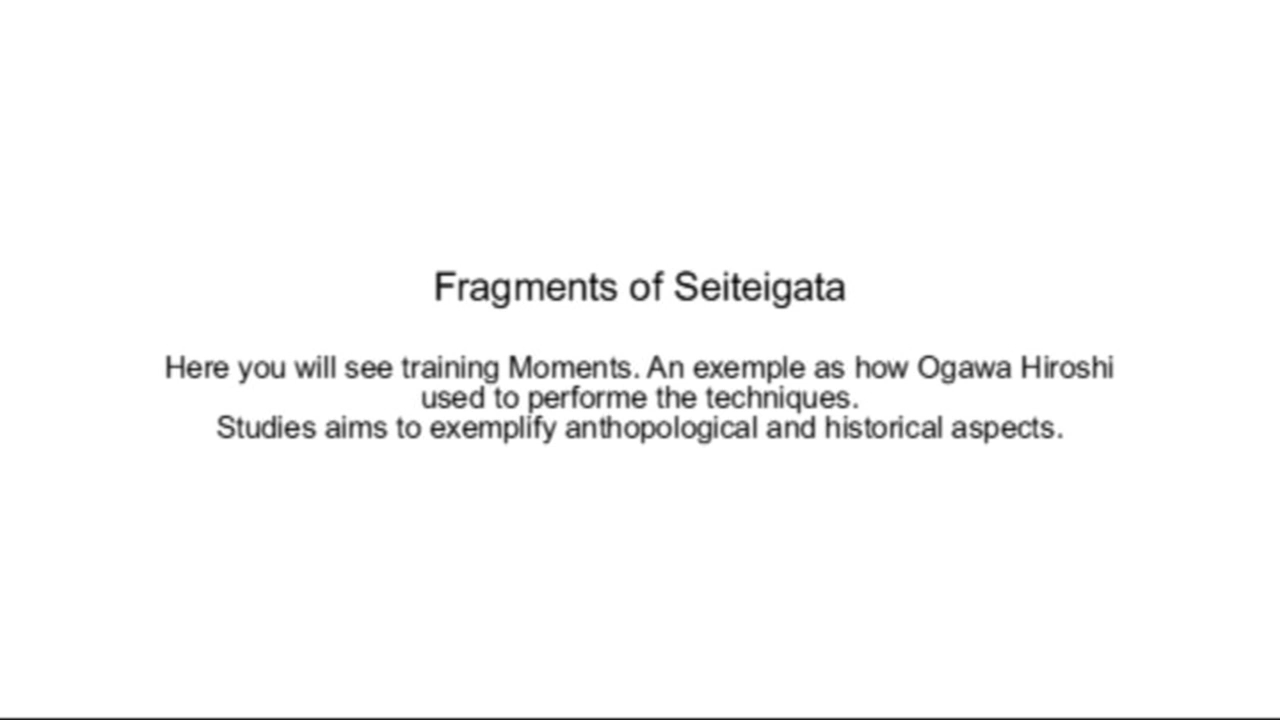 Fragments of Seiteigata
Here you will see training Moments. An exemple as how Ogawa Hiroshi
used to performe the techniques.
Studies aims to exemplify anthopological and historical aspects.